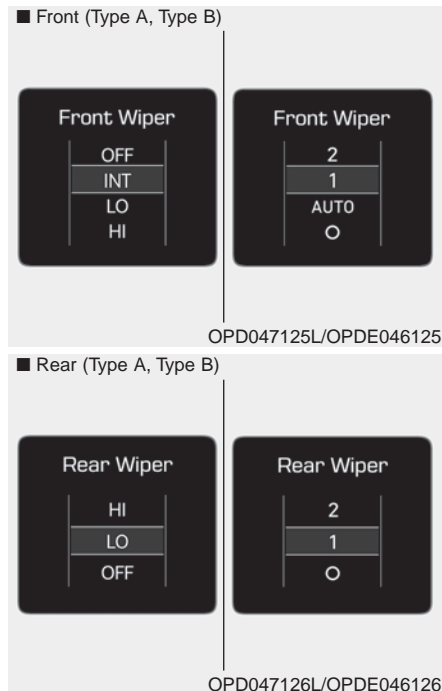 ■ Front (Type A, Type B)
Front Wiper
OFF
INT
LO
HI
Front Wiper
2
1
AUTO
O
OPD047125L/OPDE046125
■ Rear (Type A, Type B)
Rear Wiper
HI
LO
OFF
Rear Wiper
2
1
O
OPD047126L/OPDE046126